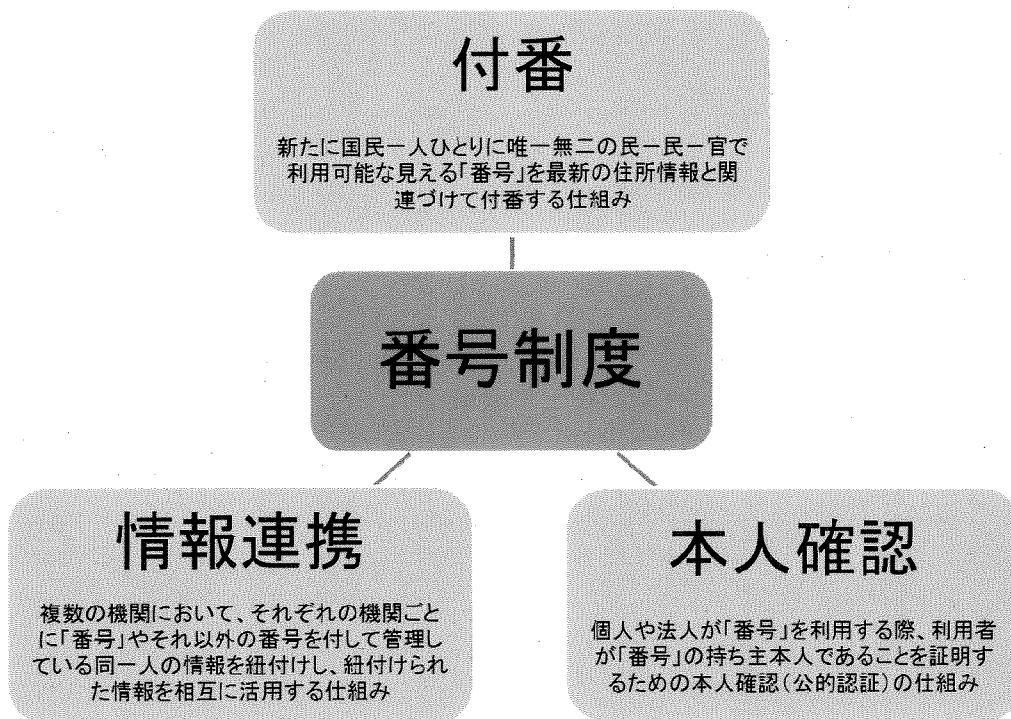 付番
新たに国民一人ひとりに唯一無二の民－民－官で
利用可能な見える「番号」を最新の住所情報と関
連づけて付番する仕組み
番号制度
情報連携
複数の機関において、それぞれの機関ごと
に「番号」やそれ以外の番号を付して管理し
ている同一人の情報を紐付けし、紐付けられ
た情報を相互に活用する仕組み
本人確認
個人や法人が「番号」を利用する際、利用者
が「番号」の持ち主本人であることを証明す
るための本人確認（公的認証）の仕組み